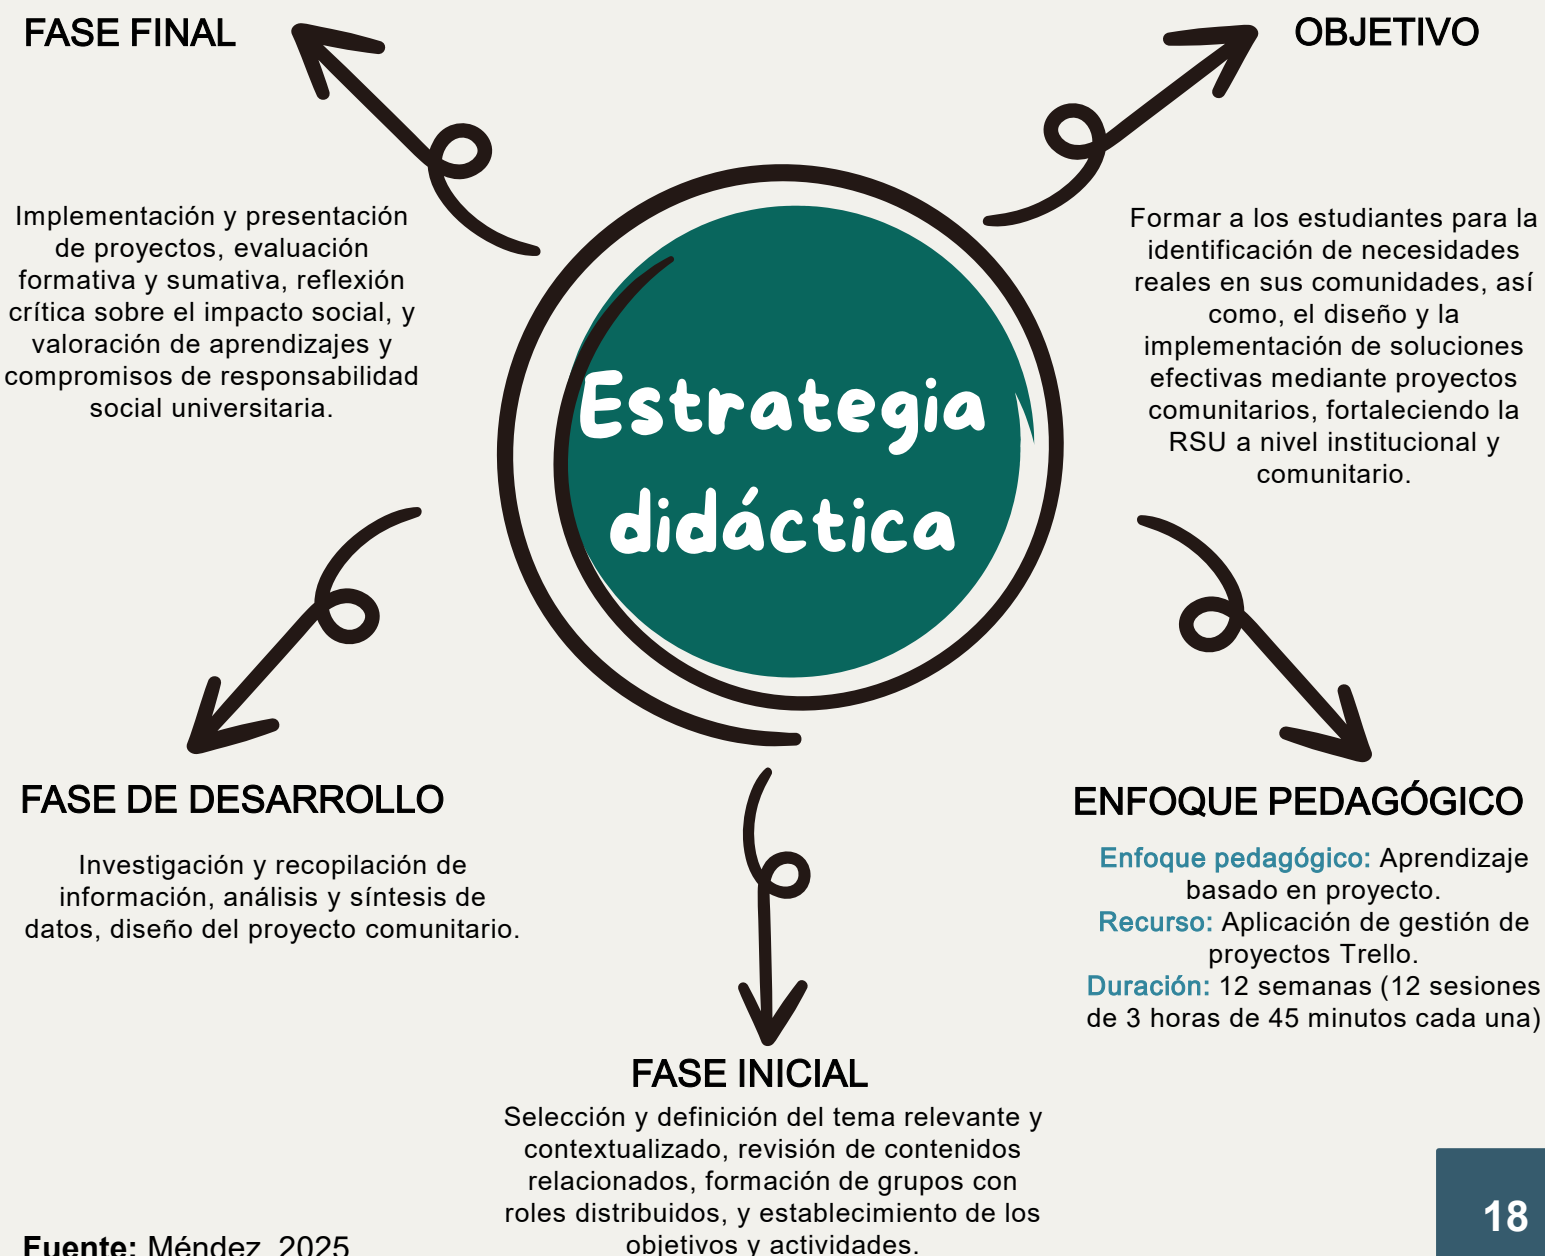 FASE FINAL
Implementación y presentación
de proyectos, evaluación
formativa y sumativa, reflexión
crítica sobre el impacto social, y
valoración de aprendizajes y
compromisos de responsabilidad
social universitaria.
OBJETIVO
Formar a los estudiantes para la
identificación de necesidades
reales en sus comunidades, así
como, el diseño y la
implementación de soluciones
efectivas mediante proyectos
comunitarios, fortaleciendo la
RSU a nivel institucional y
comunitario.
Estrategia
didáctica
FASE DE DESARROLLO
Investigación y recopilación de
información, análisis y síntesis de
datos, diseño del proyecto comunitario.
ENFOQUE PEDAGÓGICO
Enfoque pedagógico: Aprendizaje
basado en proyecto.
Recurso: Aplicación de gestión de
proyectos Trello.
Duración: 12 semanas (12 sesiones
de 3 horas de 45 minutos cada una)
FASE INICIAL
Selección y definición del tema relevante y
contextualizado, revisión de contenidos
relacionados, formación de grupos con
roles distribuidos, y establecimiento de los
objetivos y actividades.
Fuente: Méndez, 2025
18